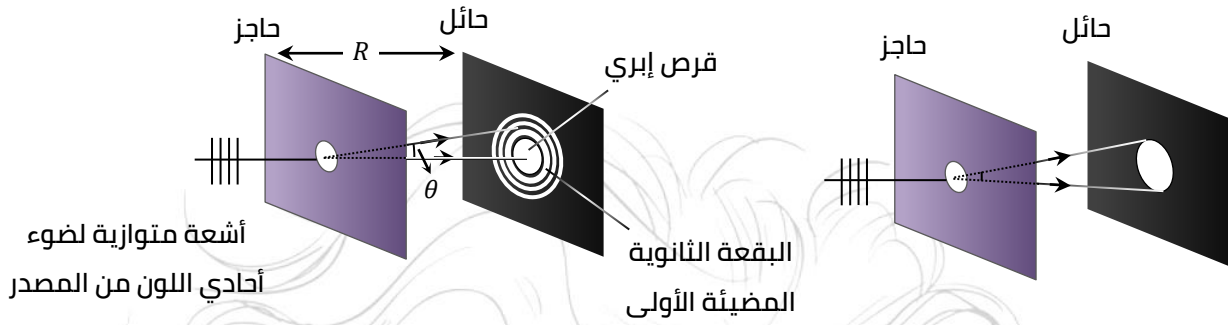 حائل
حاجز
R
قرص إبري
θ
البقعة الثانوية
المضيئة الأولى
أشعة متوازية لضوء
أحادي اللون من المصدر
حائل
حاجز